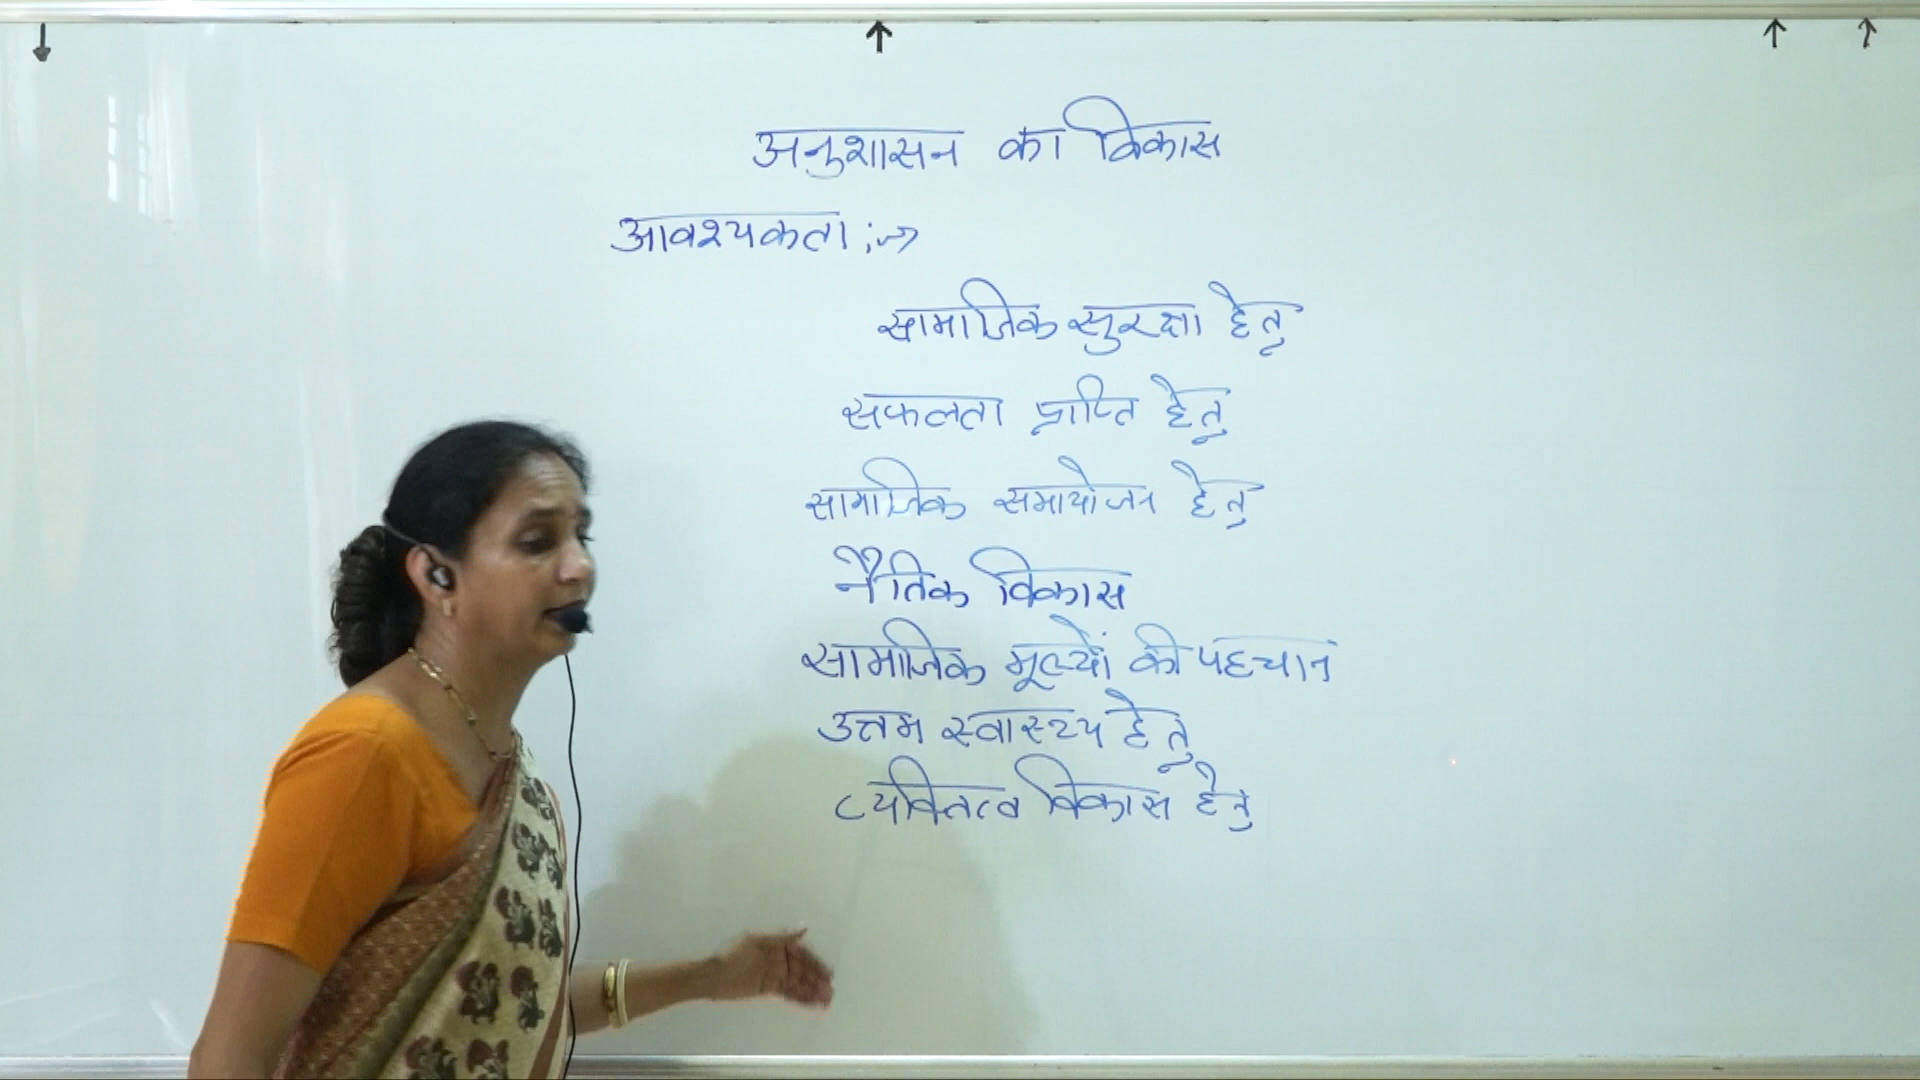 अनुशासन का विकास
आवश्यकता :->
सामाजिक सुरक्षा हेतु
सफलता प्राप्ति हेतु
सामाजिक समायोजन हेतु
नैतिक विकास
सामाजिक मूल्यों की पहचान
उत्तम स्वास्थ्य हेतु
व्यक्तित्व विकास हेतु